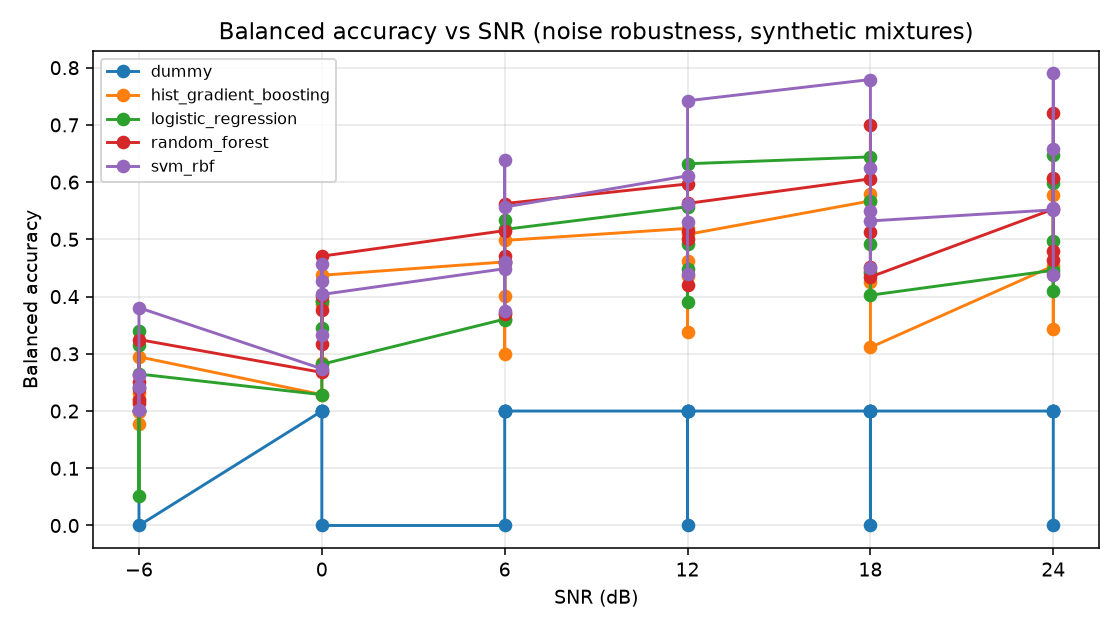 Balanced accuracy vs SNR (noise robustness, synthetic mixtures)
dummy
hist_gradient_boosting
logistic_regression
random_forest
svm_rbf
Balanced accuracy
0.8
0.7
0.6
0.5
0.4
0.3
0.2
0.1
0.0
−6 0 6 12 18 24
SNR (dB)